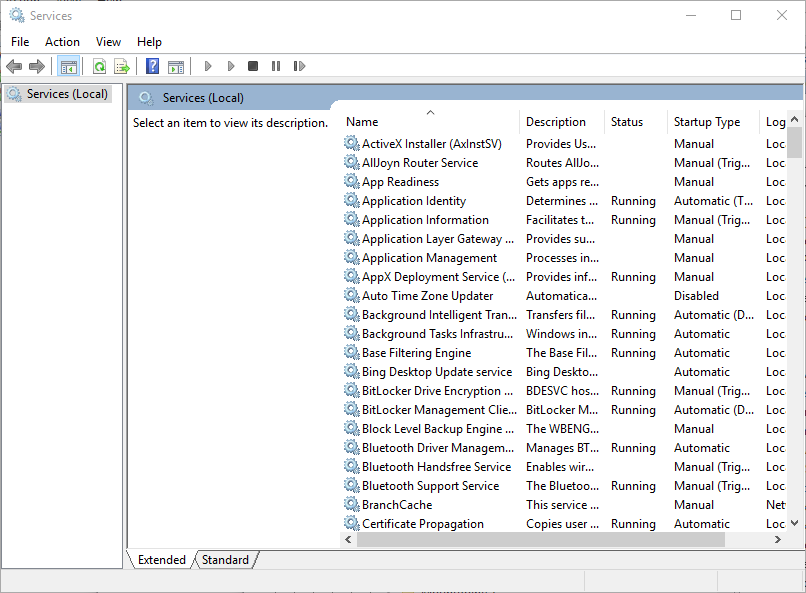 Services
File Action View Help
Services (Local)
Services (Local)
Select an item to view its description.
Name Description Status Startup Type Log
ActiveX Installer (AxInstSV) Provides Us... Manual Loc
AllJoyn Router Service Routes AllJo... Manual (Trig... Loc
App Readiness Gets apps re... Manual Loc
Application Identity Determines ... Running Automatic (T... Loc
Application Information Facilitates t... Running Manual (Trig... Loc
Application Layer Gateway ... Provides su... Manual Loc
Application Management Processes in... Manual Loc
AppX Deployment Service (... Provides inf... Running Manual Loc
Auto Time Zone Updater Automatica... Disabled Loc
Background Intelligent Tran... Transfers fil... Running Automatic (D... Loc
Background Tasks Infrastru... Windows in... Running Automatic Loc
Base Filtering Engine The Base Fil... Running Automatic Loc
Bing Desktop Update service Bing Deskto... Automatic Loc
BitLocker Drive Encryption ... BDESVC hos... Running Manual (Trig... Loc
BitLocker Management Clie... BitLocker M... Running Automatic (D... Loc
Block Level Backup Engine ... The WBENG... Manual Loc
Bluetooth Driver Managem... Manages BT... Running Automatic Loc
Bluetooth Handsfree Service Enables wir... Manual (Trig... Loc
Bluetooth Support Service The Bluetoo... Running Manual (Trig... Loc
BranchCache This service ... Manual Net
Certificate Propagation Copies user ... Running Automatic Loc
Extended Standard